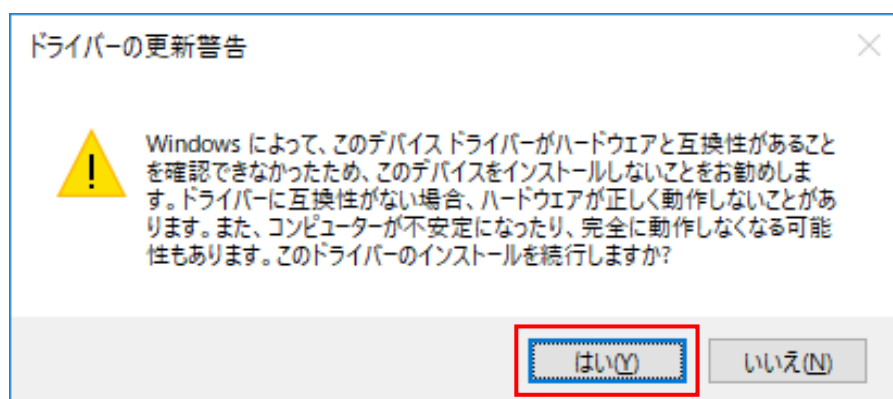 ドライバーの更新警告
Windows によって、このデバイス ドライバーがハードウェアと互換性があること
を確認できなかったため、このデバイスをインストールしないことをお勧めしま
す。ドライバーに互換性がない場合、ハードウェアが正しく動作しないことがあ
ります。また、コンピューターが不安定になったり、完全に動作しなくなる可能
性もあります。このドライバーのインストールを続行しますか?
はい(Y)
いいえ(N)